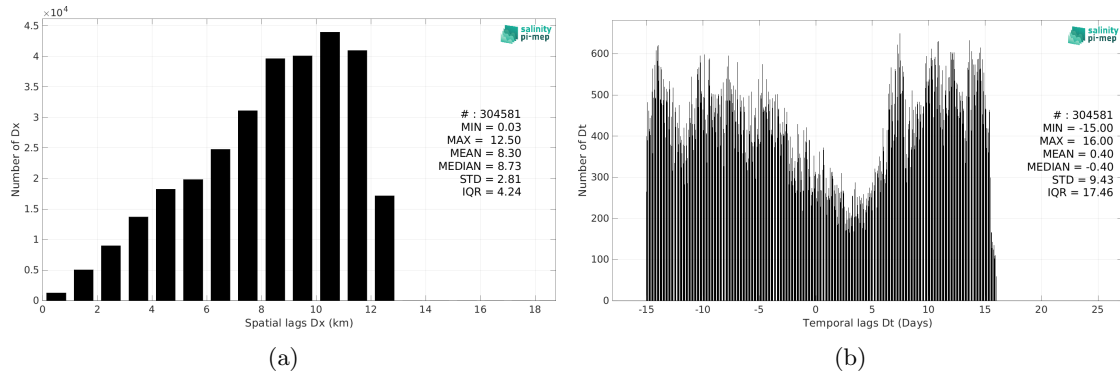 ×10⁴
4.5
4
3.5
3
2.5
2
1.5
1
0.5
0
Number of Dx
0 2 4 6 8 10 12 14 16 18
Spatial lags Dx (km)
salinity
pi-mep
# : 304581
MIN = 0.03
MAX = 12.50
MEAN = 8.30
MEDIAN = 8.73
STD = 2.81
IQR = 4.24
(a)
600
500
400
300
200
100
0
Number of Dt
-15 -10 -5 0 5 10 15 20 25
Temporal lags Dt (Days)
salinity
pi-mep
# : 304581
MIN = -15.00
MAX = 16.00
MEAN = 0.40
MEDIAN = -0.40
STD = 9.43
IQR = 17.46
(b)